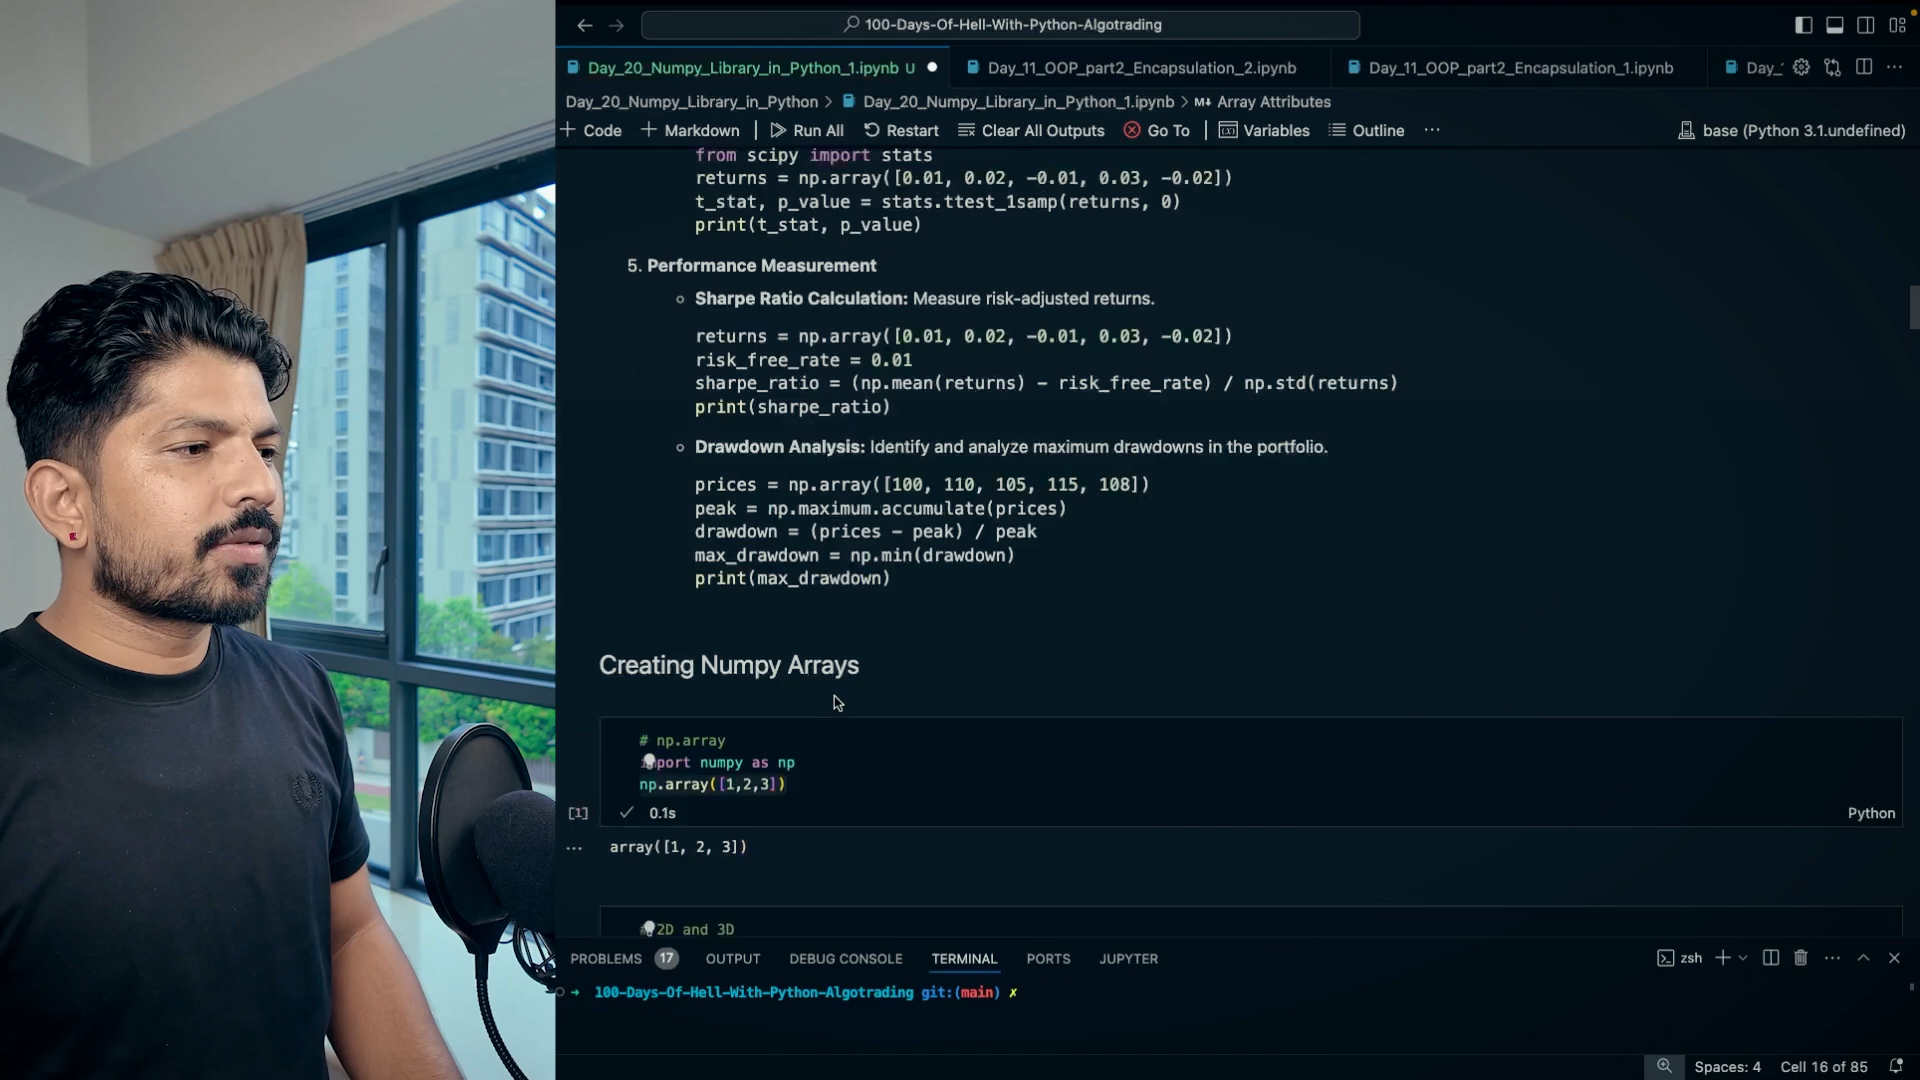 100-Days-Of-Hell-With-Python-Algotrading
Day_20_Numpy_Library_in_Python_1.ipynb U
Day_11_OOP_part2_Encapsulation_2.ipynb
Day_11_OOP_part2_Encapsulation_1.ipynb
Day_
Day_20_Numpy_Library_in_Python > Day_20_Numpy_Library_in_Python_1.ipynb > M↓ Array Attributes
+ Code + Markdown | Run All Restart Clear All Outputs Go To | Variables Outline ...
base (Python 3.1.undefined)
from scipy import stats
returns = np.array([0.01, 0.02, -0.01, 0.03, -0.02])
t_stat, p_value = stats.ttest_1samp(returns, 0)
print(t_stat, p_value)
5. Performance Measurement
Sharpe Ratio Calculation: Measure risk-adjusted returns.
returns = np.array([0.01, 0.02, -0.01, 0.03, -0.02])
risk_free_rate = 0.01
sharpe_ratio = (np.mean(returns) - risk_free_rate) / np.std(returns)
print(sharpe_ratio)
Drawdown Analysis: Identify and analyze maximum drawdowns in the portfolio.
prices = np.array([100, 110, 105, 115, 108])
peak = np.maximum.accumulate(prices)
drawdown = (prices - peak) / peak
max_drawdown = np.min(drawdown)
print(max_drawdown)
Creating Numpy Arrays
# np.array
import numpy as np
np.array([1,2,3])
[1] ✓ 0.1s
Python
... array([1, 2, 3])
# 2D and 3D
PROBLEMS 17 OUTPUT DEBUG CONSOLE TERMINAL PORTS JUPYTER
zsh
→ 100-Days-Of-Hell-With-Python-Algotrading git:(main) ✗
Spaces: 4 Cell 16 of 85